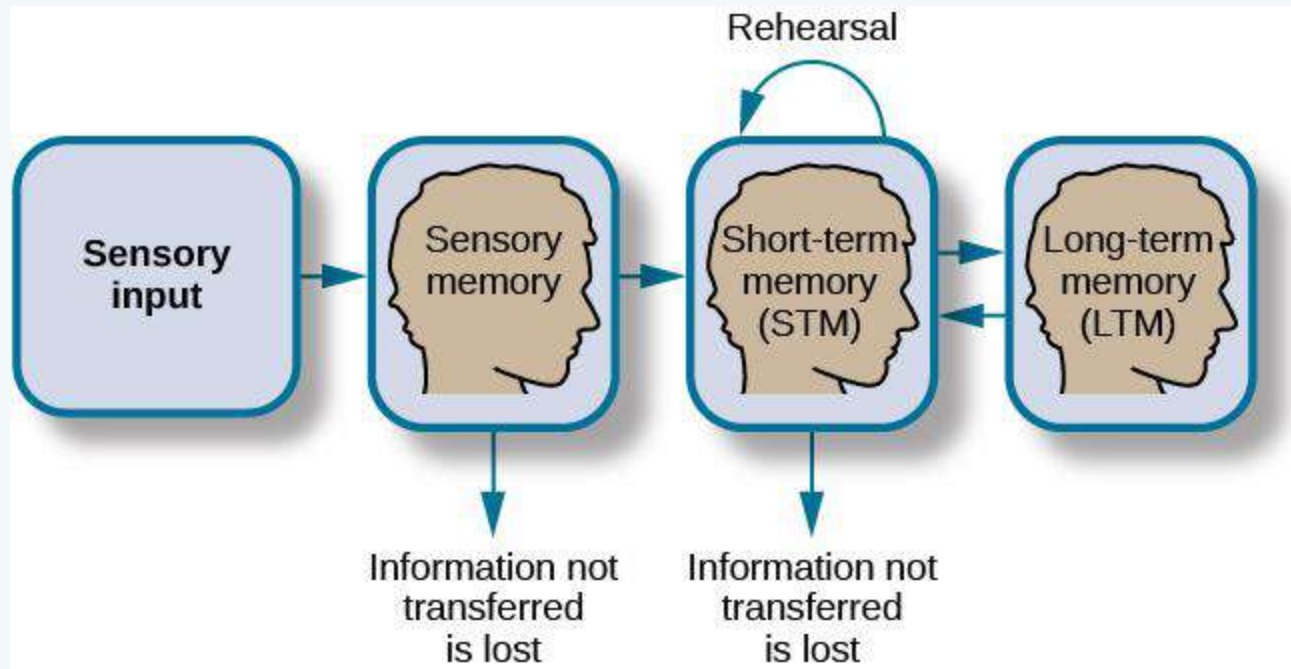 Rehearsal
Sensory
input
Sensory
memory
Short-term
memory
(STM)
Long-term
memory
(LTM)
Information not
transferred
is lost
Information not
transferred
is lost